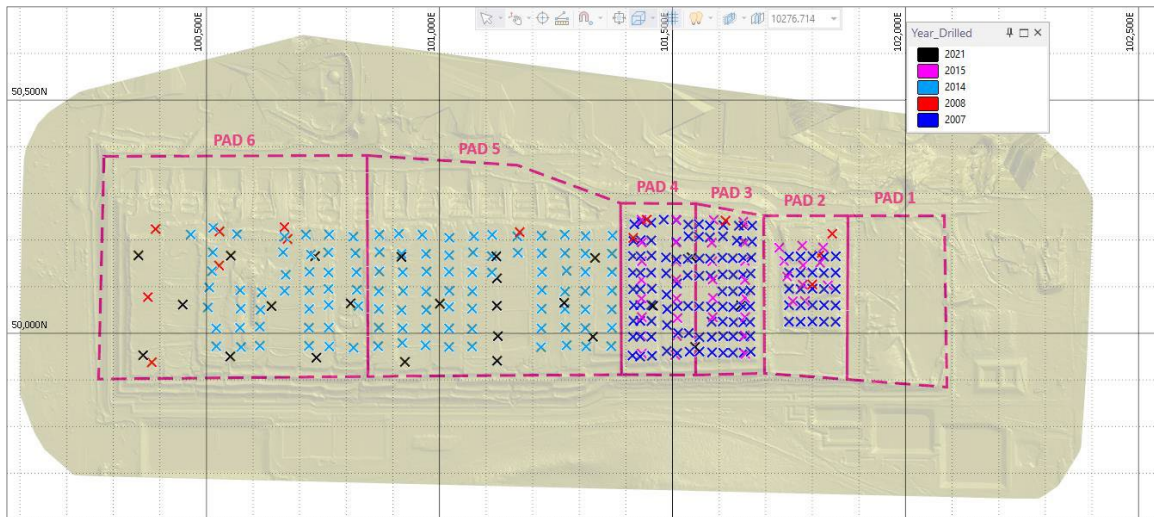 100,500E
101,000E
101,500E
102,000E
102,500E
10276.714
Year_Drilled
2021
2015
2014
2008
2007
50,500N
50,000N
PAD 6
PAD 5
PAD 4
PAD 3
PAD 2
PAD 1